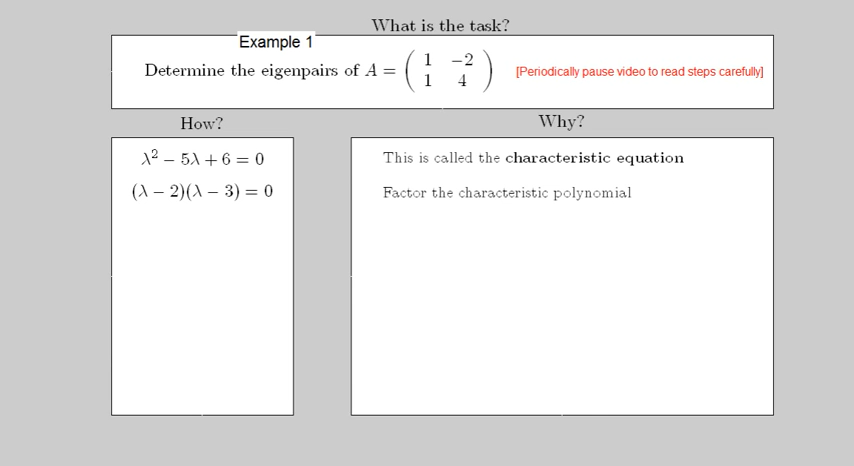 What is the task?
Example 1
Determine the eigenpairs of A = ( 1 −2
1 4 ) [Periodically pause video to read steps carefully]
How?
Why?
λ² − 5λ + 6 = 0
This is called the characteristic equation
(λ − 2)(λ − 3) = 0
Factor the characteristic polynomial